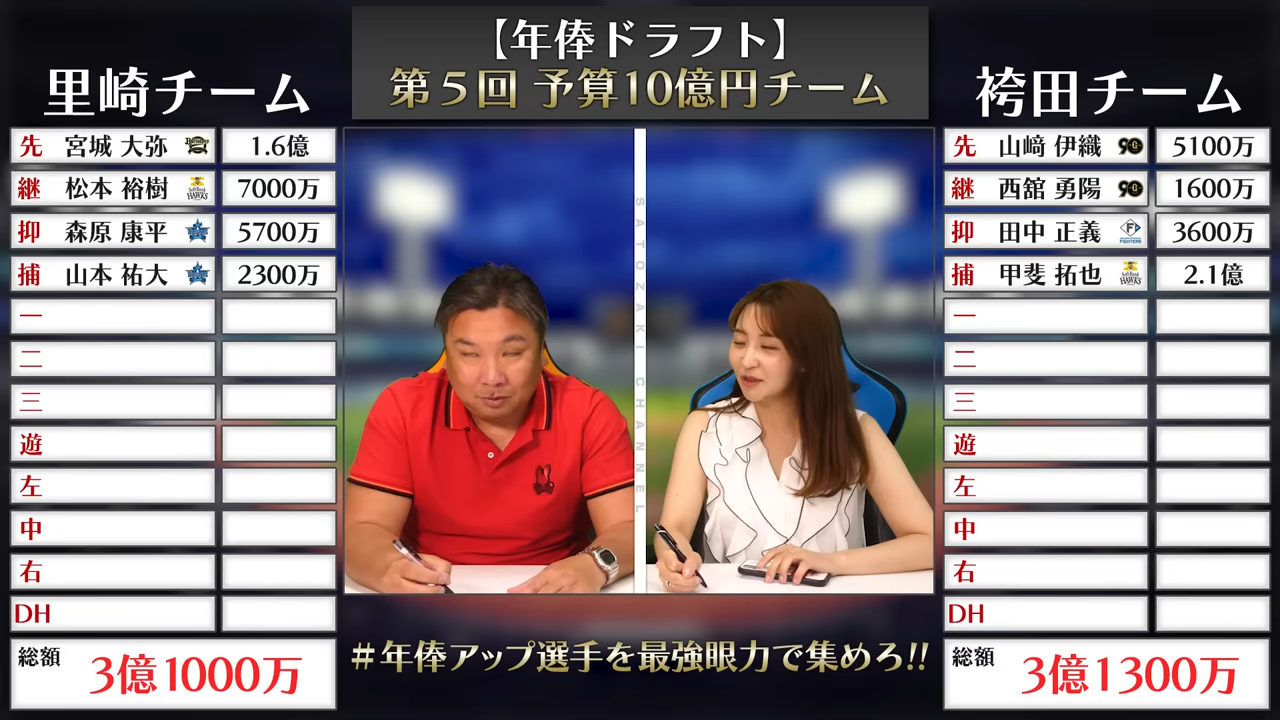 【年俸ドラフト】
第５回 予算10億円チーム
里崎チーム
先 宮城 大弥 1.6億
継 松本 裕樹 7000万
抑 森原 康平 5700万
捕 山本 祐大 2300万
一
二
三
遊
左
中
右
DH
総額 3億1000万
袴田チーム
先 山﨑 伊織 5100万
継 西舘 勇陽 1600万
抑 田中 正義 3600万
捕 甲斐 拓也 2.1億
一
二
三
遊
左
中
右
DH
総額 3億1300万
SATOZAKI CHANNEL
＃年俸アップ選手を最強眼力で集めろ!!